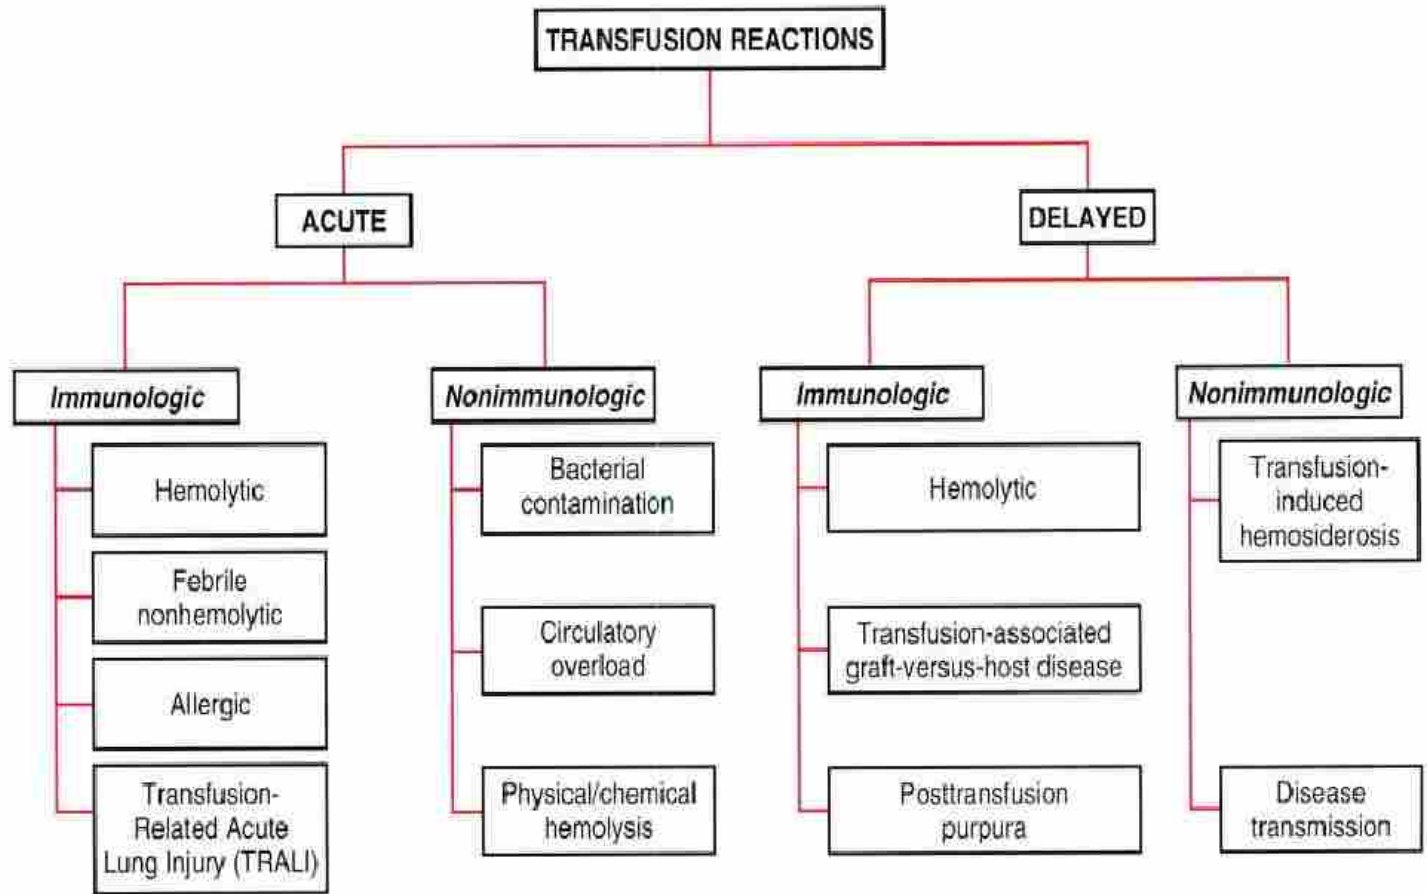 TRANSFUSION REACTIONS
ACUTE
DELAYED
Immunologic
Nonimmunologic
Immunologic
Nonimmunologic
Hemolytic
Febrile
nonhemolytic
Allergic
Transfusion-
Related Acute
Lung Injury (TRALI)
Bacterial
contamination
Circulatory
overload
Physical/chemical
hemolysis
Hemolytic
Transfusion-associated
graft-versus-host disease
Posttransfusion
purpura
Transfusion-
induced
hemosiderosis
Disease
transmission